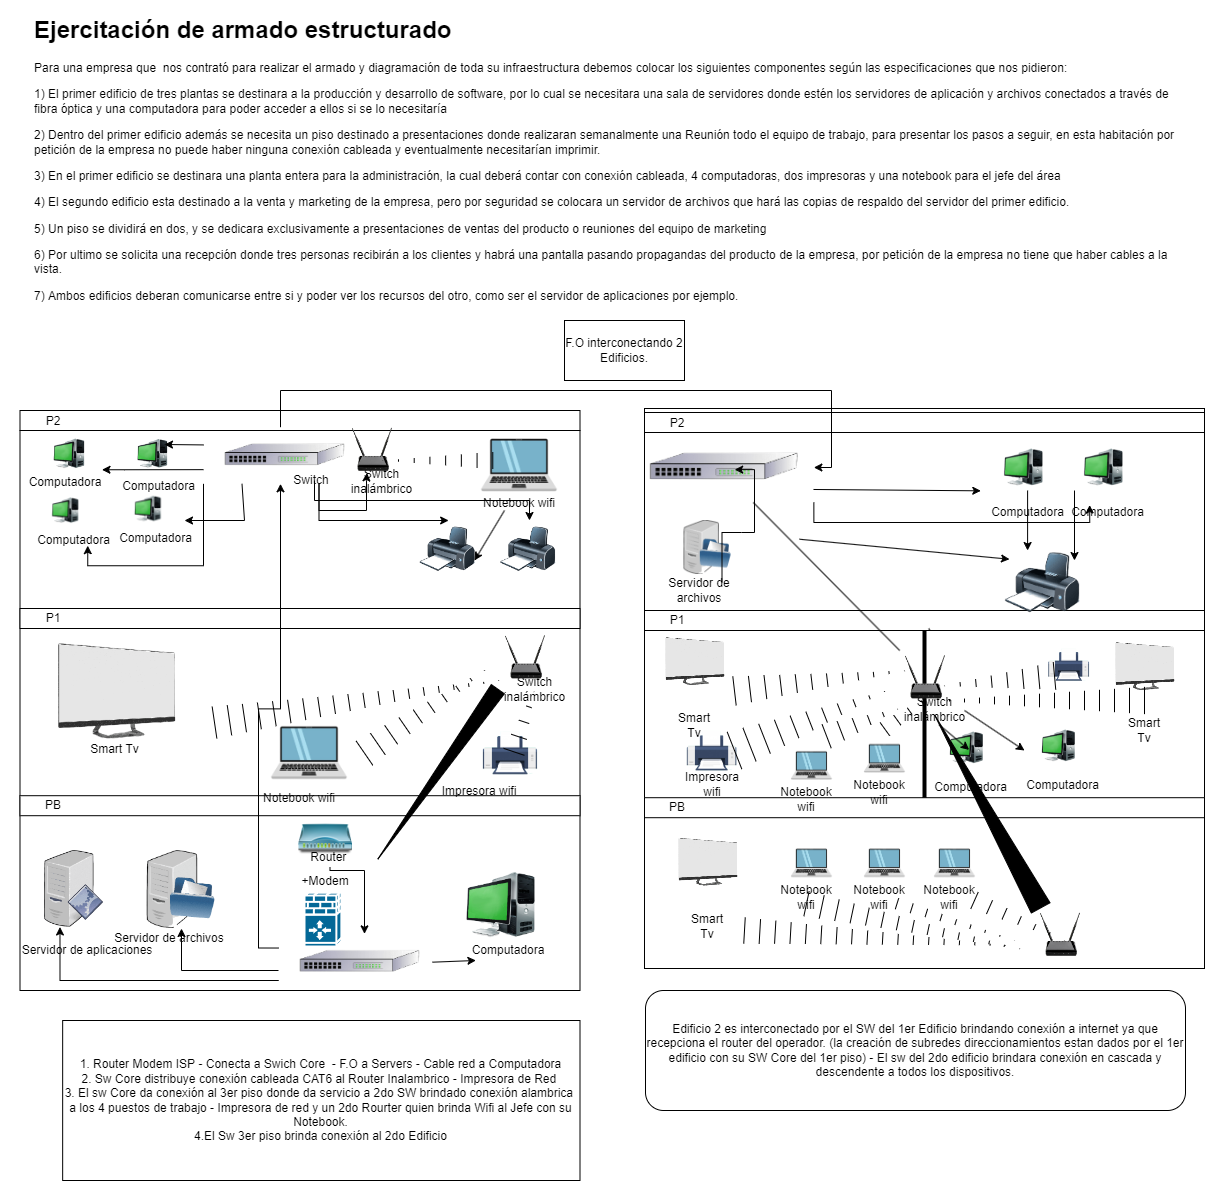 Ejercitación de armado estructurado
Para una empresa que  nos contrató para realizar el armado y diagramación de toda su infraestructura debemos colocar los siguientes componentes según las especificaciones que nos pidieron:
1) El primer edificio de tres plantas se destinara a la producción y desarrollo de software, por lo cual se necesitara una sala de servidores donde estén los servidores de aplicación y archivos conectados a través de
fibra óptica y una computadora para poder acceder a ellos si se lo necesitaría
2) Dentro del primer edificio además se necesita un piso destinado a presentaciones donde realizaran semanalmente una Reunión todo el equipo de trabajo, para presentar los pasos a seguir, en esta habitación por
petición de la empresa no puede haber ninguna conexión cableada y eventualmente necesitarían imprimir.
3) En el primer edificio se destinara una planta entera para la administración, la cual deberá contar con conexión cableada, 4 computadoras, dos impresoras y una notebook para el jefe del área
4) El segundo edificio esta destinado a la venta y marketing de la empresa, pero por seguridad se colocara un servidor de archivos que hará las copias de respaldo del servidor del primer edificio.
5) Un piso se dividirá en dos, y se dedicara exclusivamente a presentaciones de ventas del producto o reuniones del equipo de marketing
6) Por ultimo se solicita una recepción donde tres personas recibirán a los clientes y habrá una pantalla pasando propagandas del producto de la empresa, por petición de la empresa no tiene que haber cables a la
vista.
7) Ambos edificios deberan comunicarse entre si y poder ver los recursos del otro, como ser el servidor de aplicaciones por ejemplo.
F.O interconectando 2
Edificios.
P2
Computadora
Computadora
Computadora
Computadora
Switch
Switch
inalámbrico
Notebook wifi
P1
Smart Tv
Notebook wifi
Switch
inalámbrico
Impresora wifi
PB
Servidor de aplicaciones
Servidor de archivos
Router
+Modem
Computadora
P2
Servidor de
archivos
Computadora
Computadora
P1
Smart
Tv
Impresora
wifi
Notebook
wifi
Notebook
wifi
Switch
inalámbrico
Computadora
Computadora
Smart
Tv
PB
Smart
Tv
Notebook
wifi
Notebook
wifi
Notebook
wifi
1. Router Modem ISP - Conecta a Swich Core  - F.O a Servers - Cable red a Computadora
2. Sw Core distribuye conexión cableada CAT6 al Router Inalambrico - Impresora de Red
3. El sw Core da conexión al 3er piso donde da servicio a 2do SW brindado conexión alambrica
a los 4 puestos de trabajo - Impresora de red y un 2do Rourter quien brinda Wifi al Jefe con su
Notebook.
4.El Sw 3er piso brinda conexión al 2do Edificio
Edificio 2 es interconectado por el SW del 1er Edificio brindando conexión a internet ya que
recepciona el router del operador. (la creación de subredes direccionamientos estan dados por el 1er
edificio con su SW Core del 1er piso) - El sw del 2do edificio brindara conexión en cascada y
descendente a todos los dispositivos.